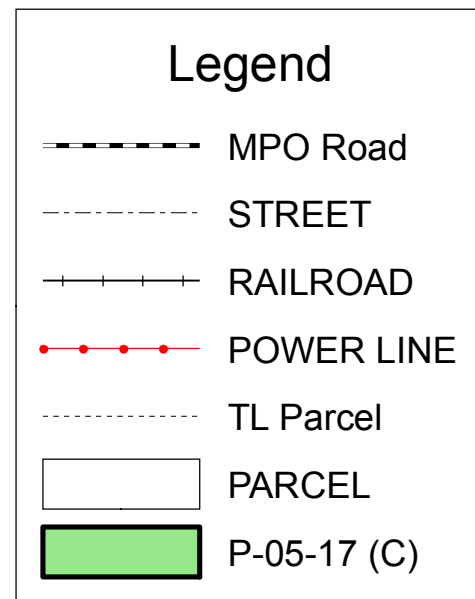 Legend
MPO Road
STREET
RAILROAD
POWER LINE
TL Parcel
PARCEL
P-05-17 (C)